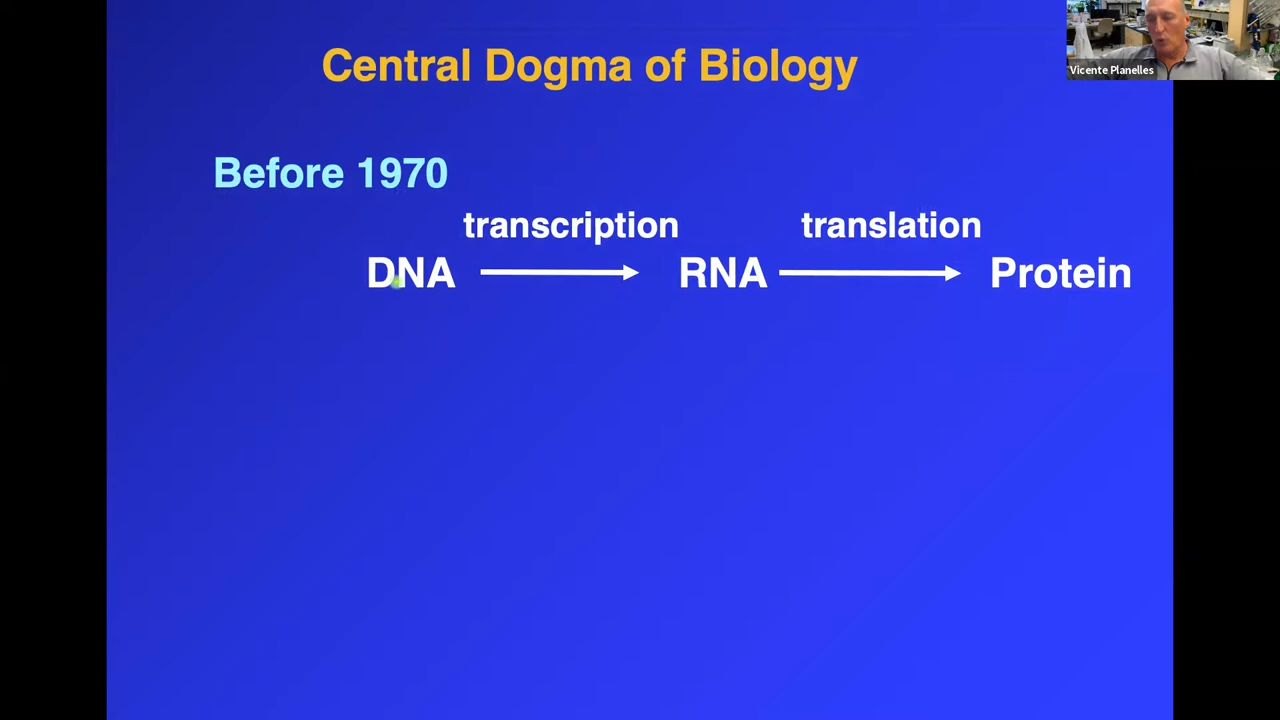 Central Dogma of Biology
Vicente Planelles
Before 1970
transcription translation
DNA RNA Protein